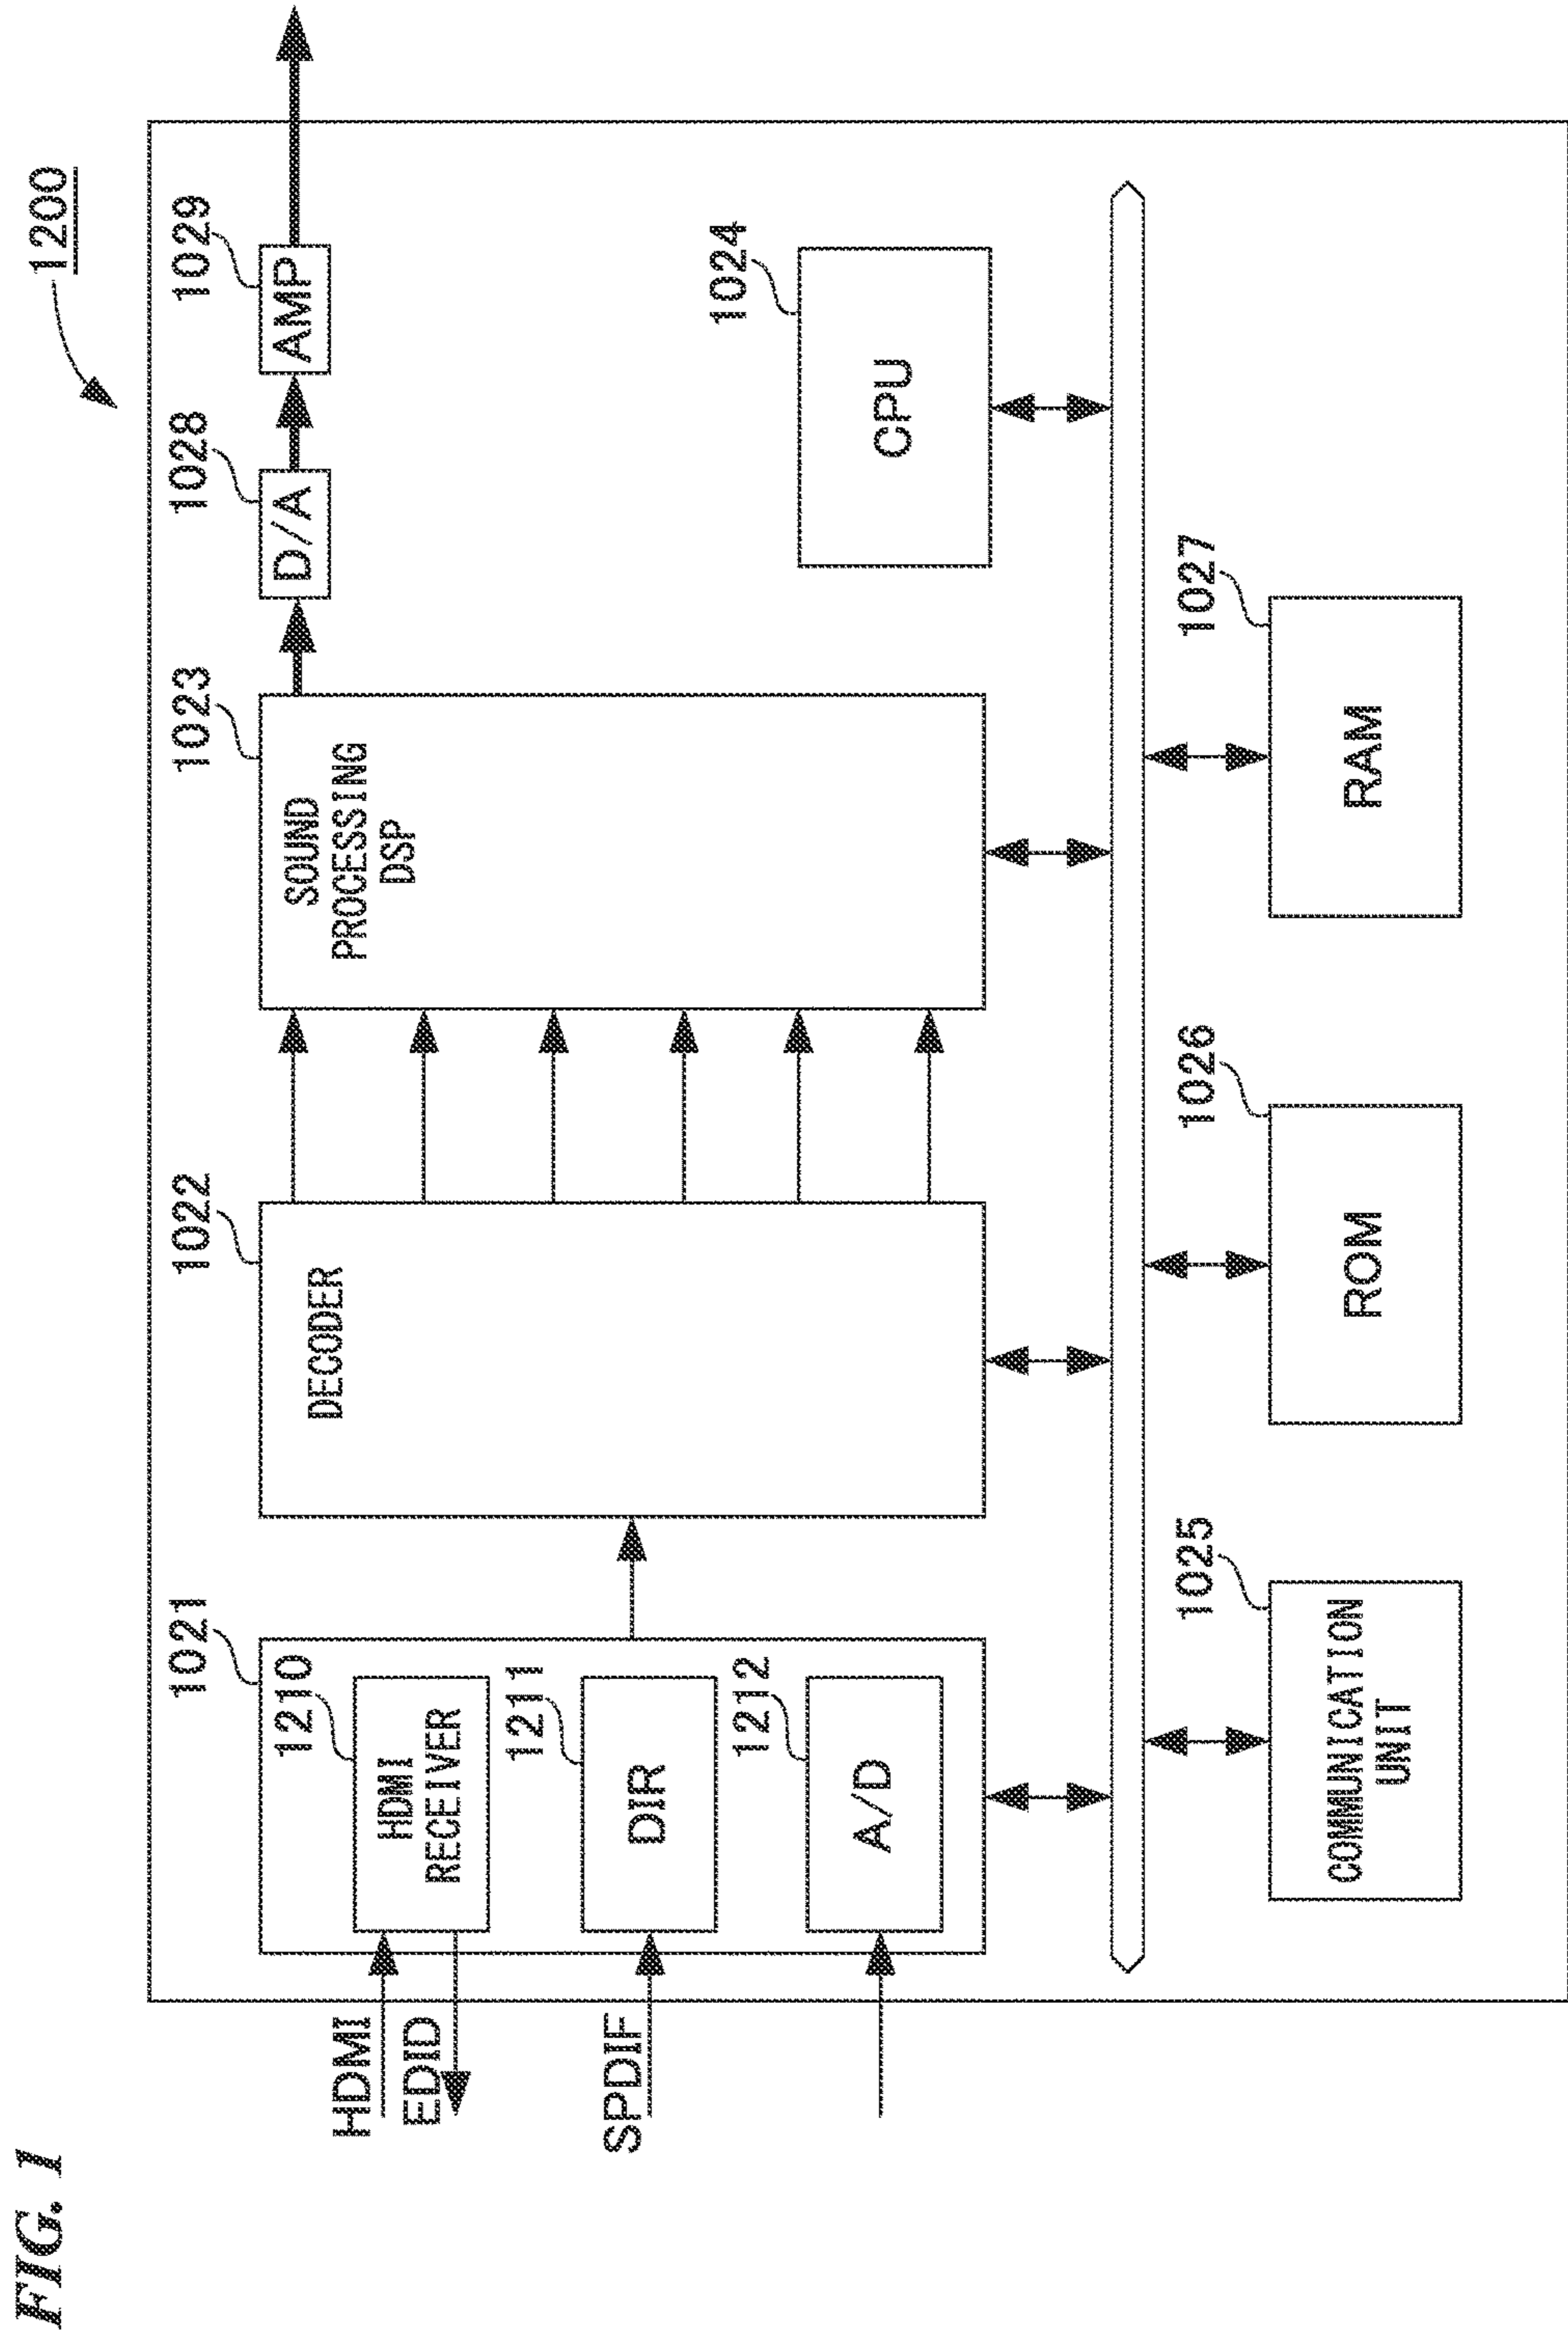 FIG. 1
1200
1021
1022
1023
1028
1029
1210
HDMI
EDID
HDMI
RECEIVER
1211
SPDIF
DIR
1212
A/D
DECODER
SOUND
PROCESSING
DSP
D/A
AMP
1024
CPU
1025
COMMUNICATION
UNIT
1026
ROM
1027
RAM